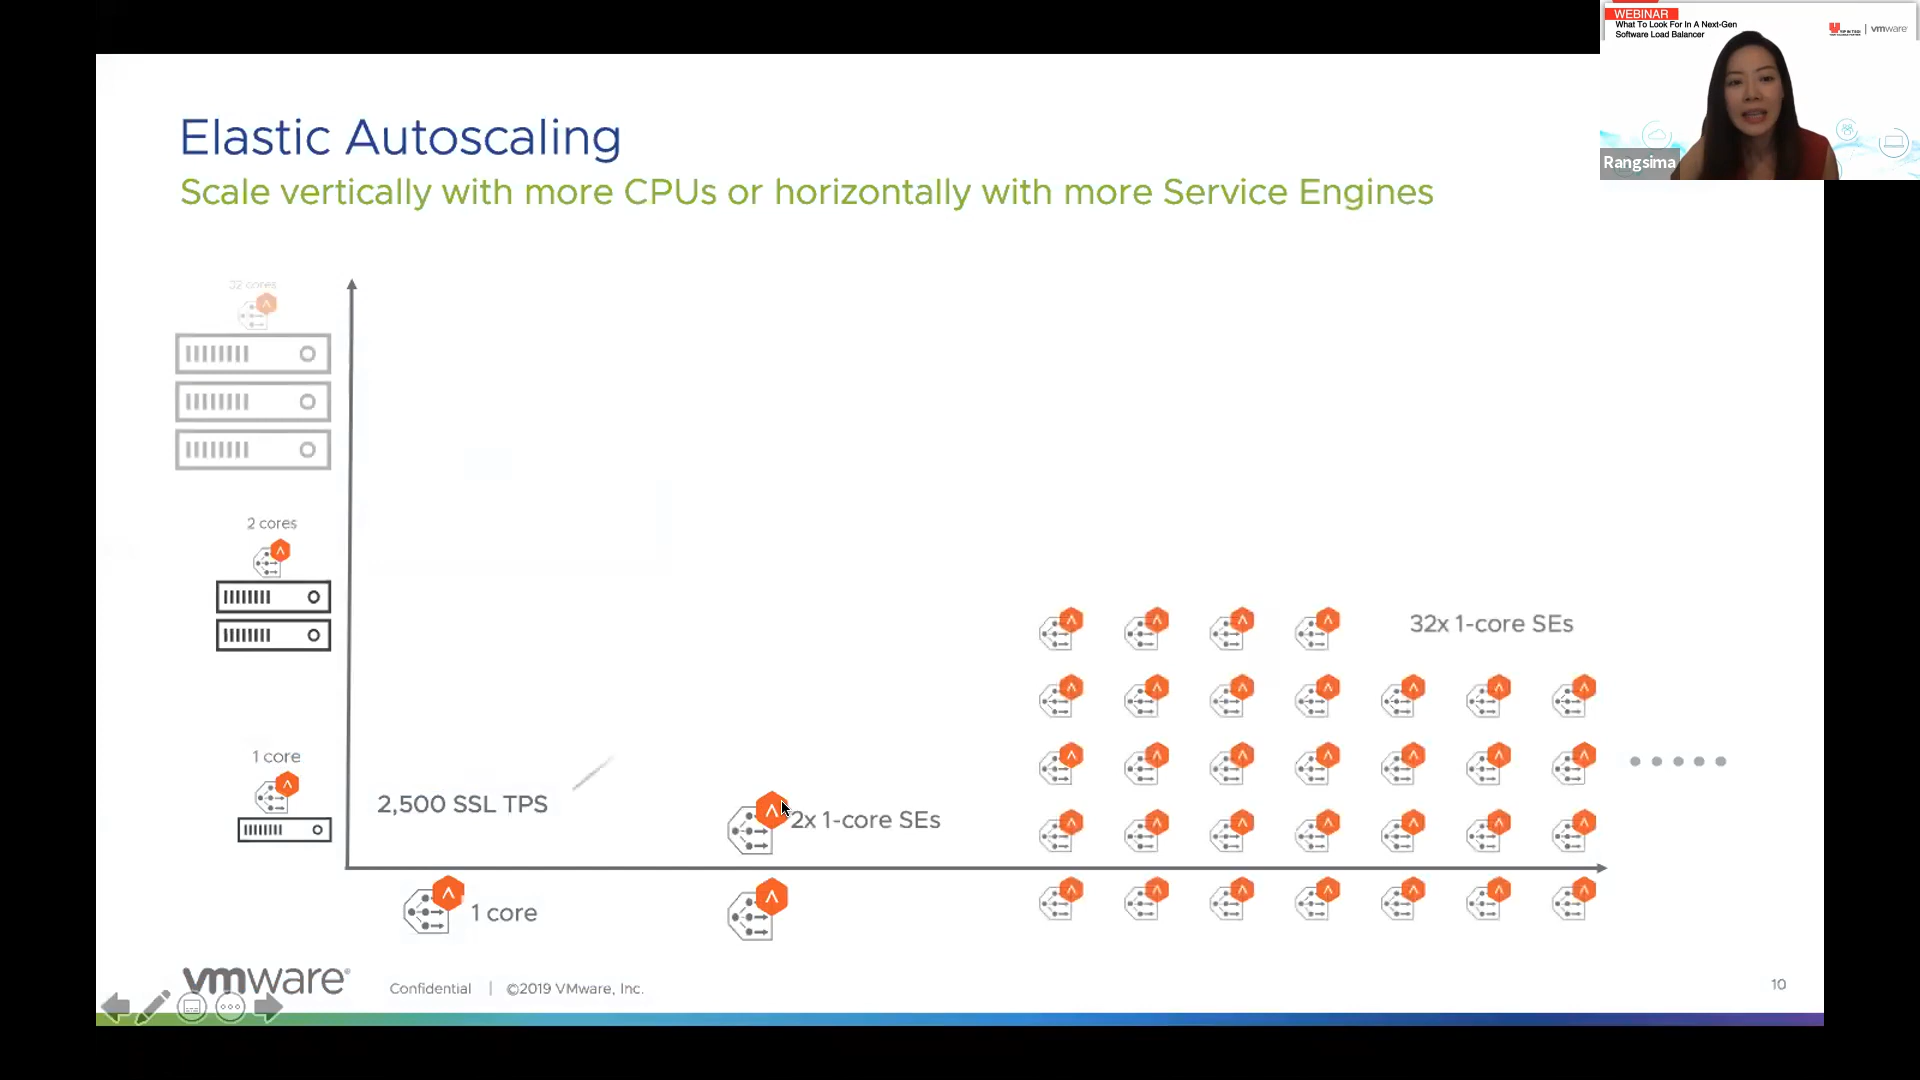 WEBINAR
What To Look For In A Next-Gen
Software Load Balancer
vmware
Rangsima
Elastic Autoscaling
Scale vertically with more CPUs or horizontally with more Service Engines
32 cores
2 cores
1 core
2,500 SSL TPS
2x 1-core SEs
32x 1-core SEs
1 core
vmware
Confidential | ©2019 VMware, Inc.
10